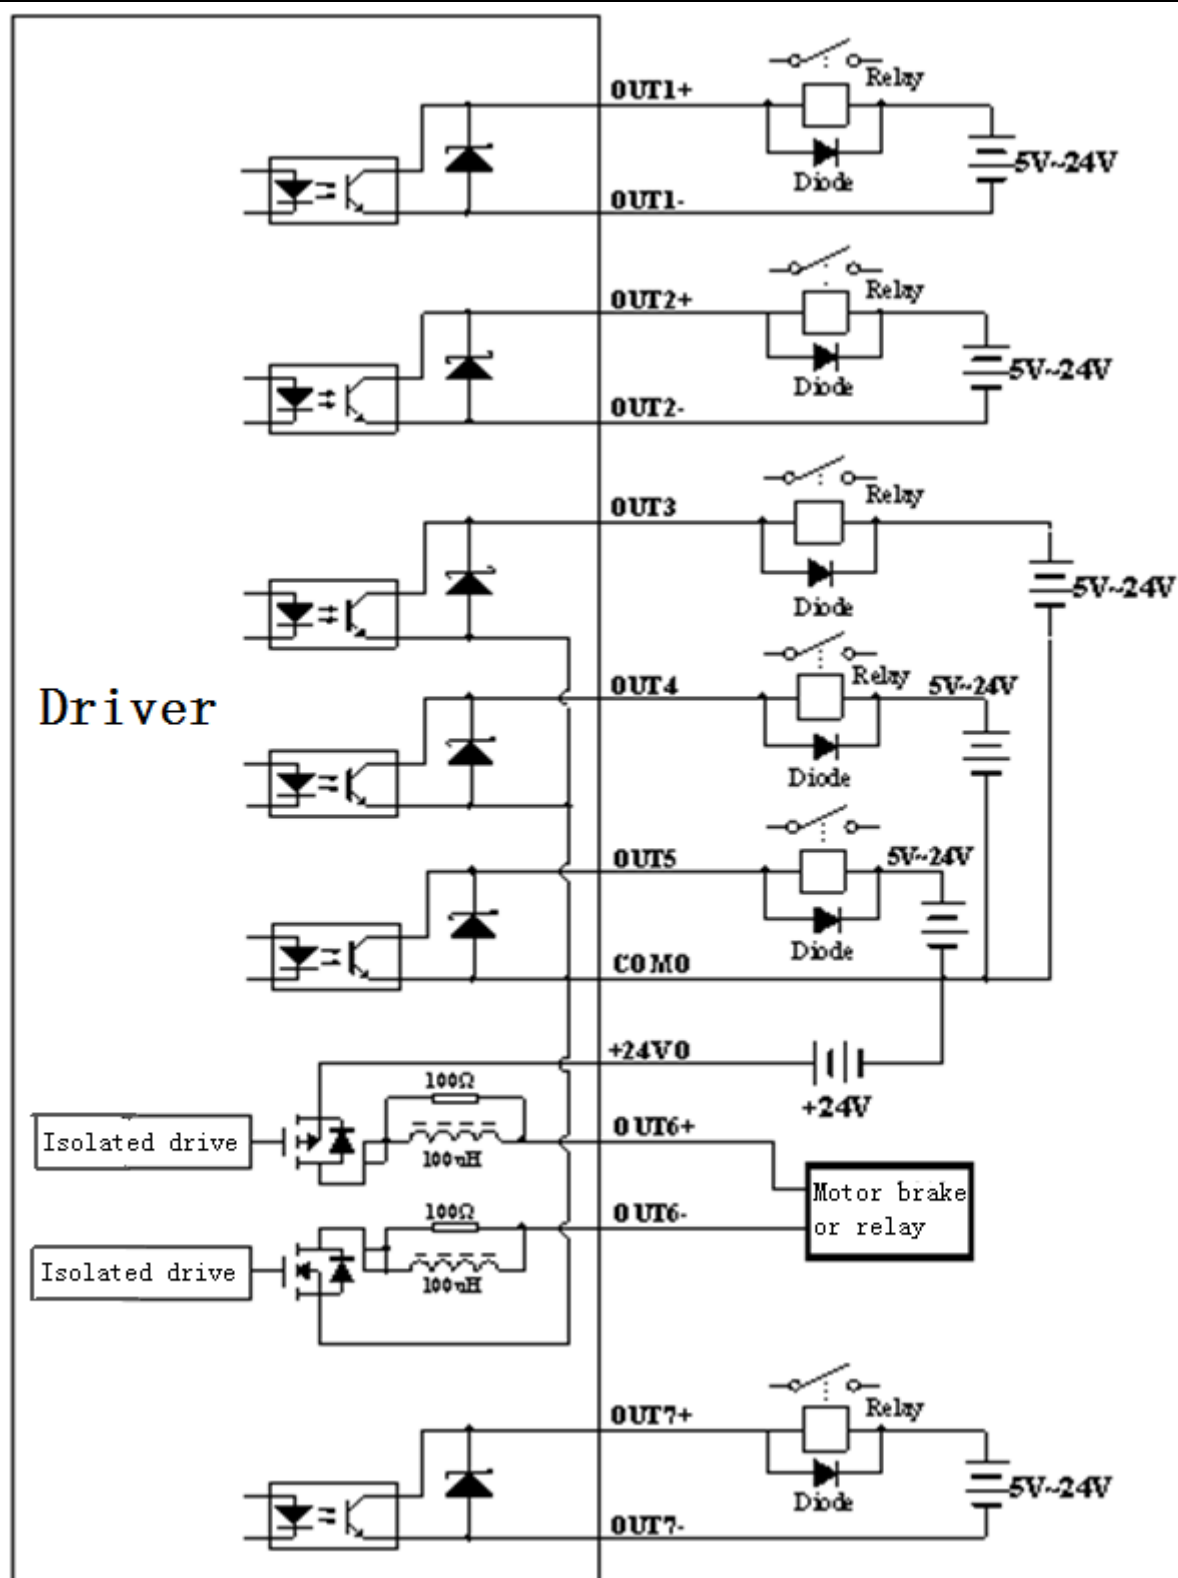 OUT1+
Relay
5V~24V
Diode
OUT1-
OUT2+
Relay
5V~24V
Diode
OUT2-
OUT3
Relay
5V~24V
Diode
Driver
OUT4
Relay
5V~24V
Diode
OUT5
5V~24V
Diode
COM0
+24V0
100Ω
+24V
Isolated drive
OUT6+
100uH
Motor brake
or relay
100Ω
OUT6-
Isolated drive
100uH
OUT7+
Relay
5V~24V
Diode
OUT7-